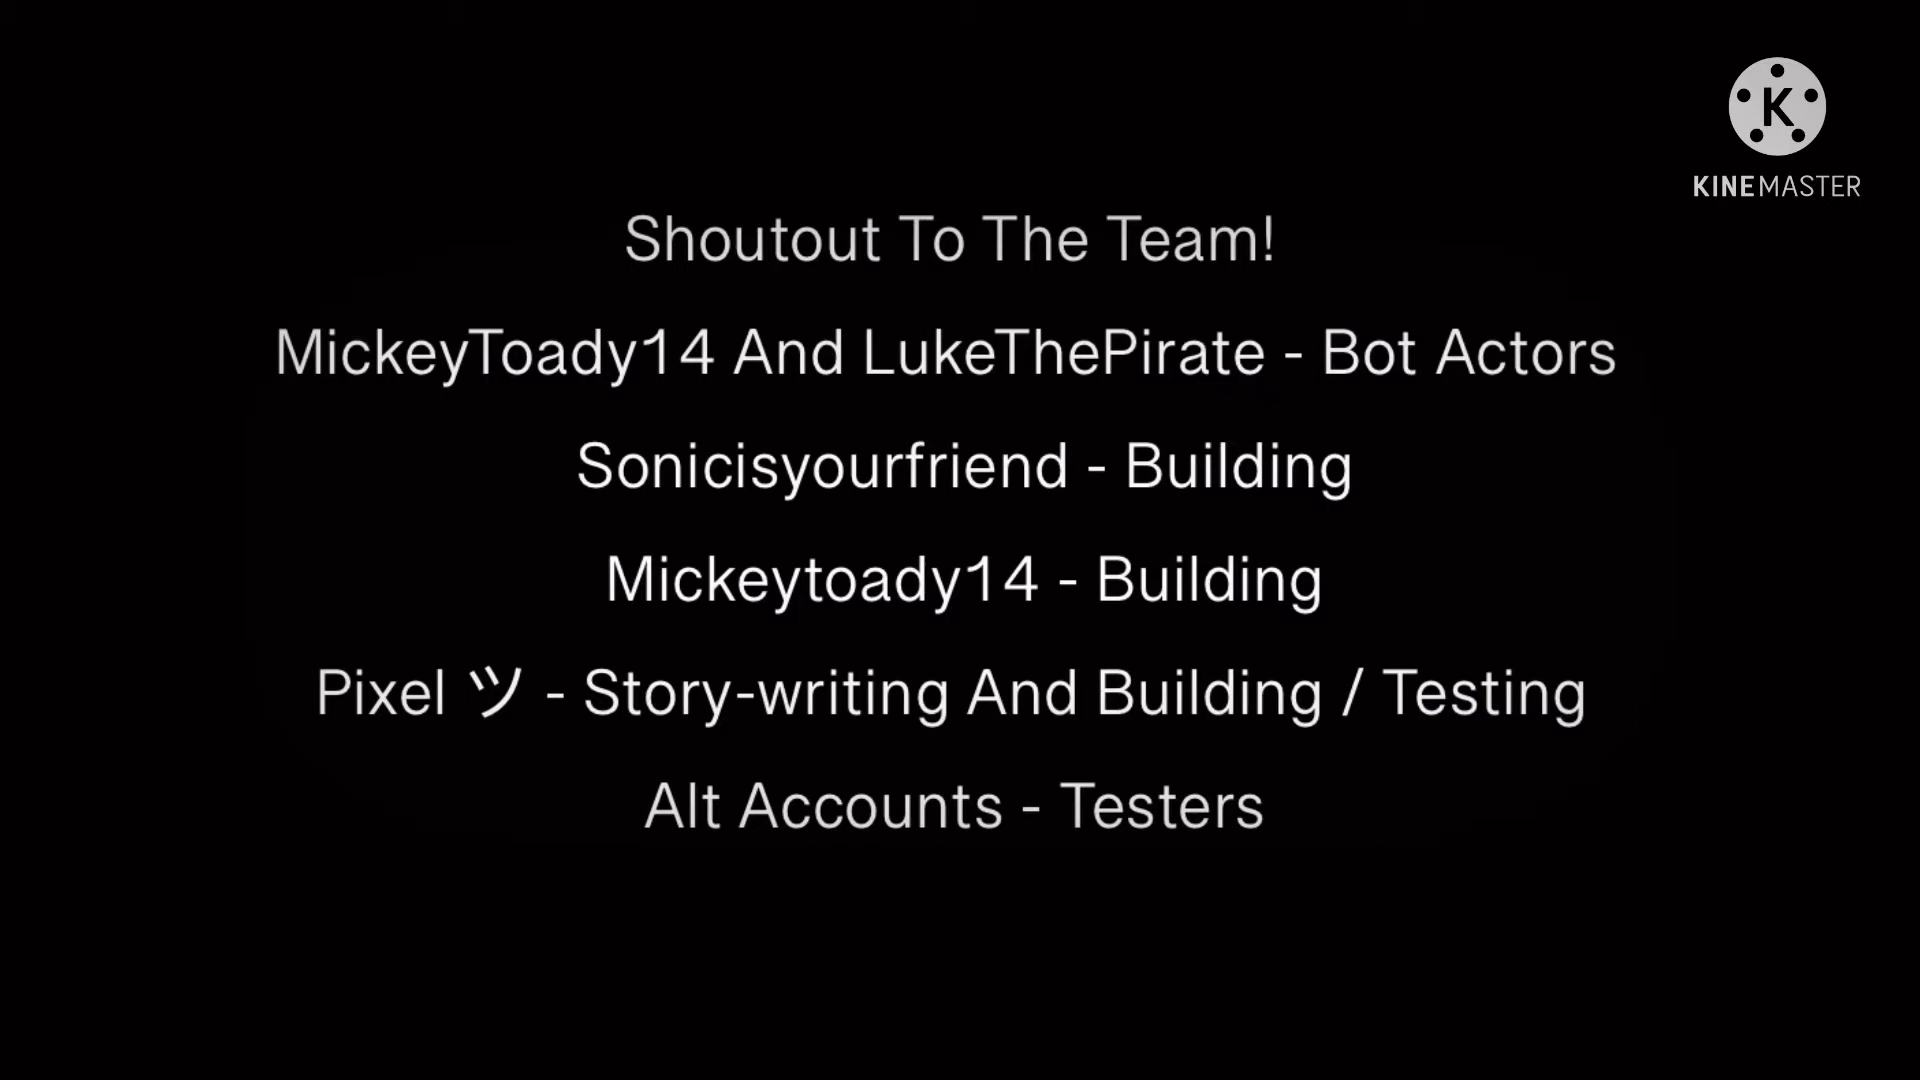 K
KINEMASTER
Shoutout To The Team!
MickeyToady14 And LukeThePirate - Bot Actors
Sonicisyourfriend - Building
Mickeytoady14 - Building
Pixel ツ - Story-writing And Building / Testing
Alt Accounts - Testers